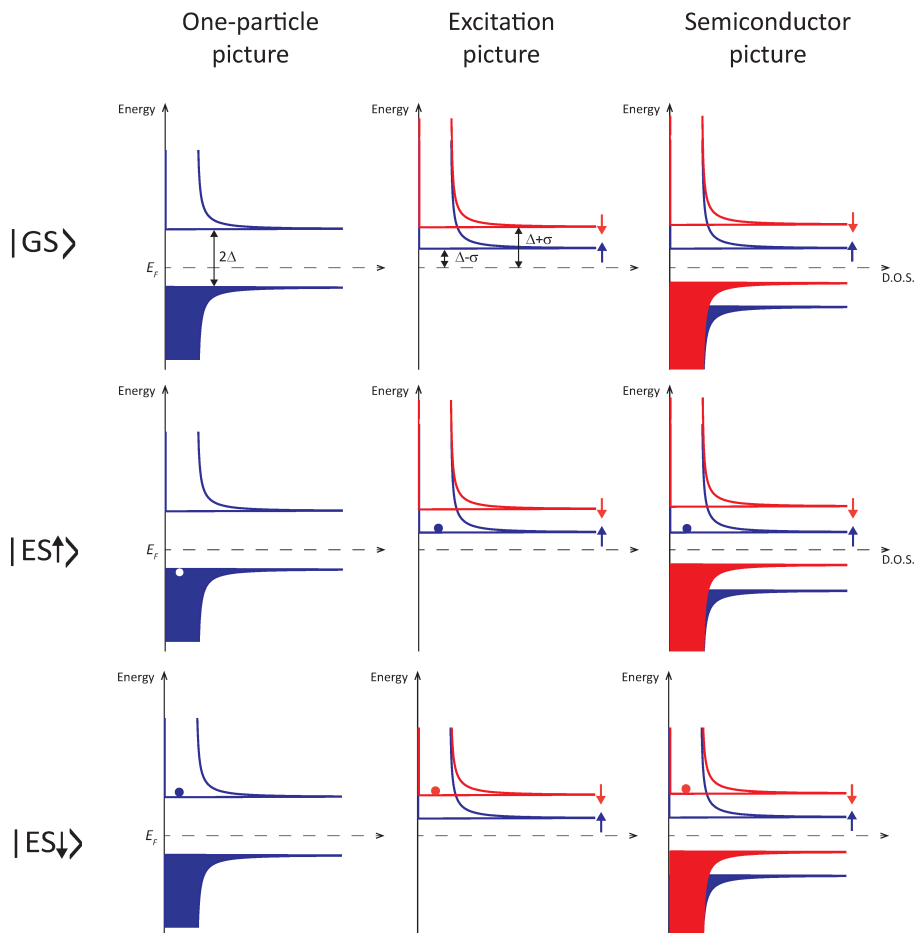 One-particle picture
Excitation picture
Semiconductor picture
|GS⟩
Energy
2Δ
E_F
Energy
Δ-σ
Δ+σ
Energy
D.O.S.
|ES↑⟩
Energy
E_F
Energy
Energy
D.O.S.
|ES↓⟩
Energy
E_F
Energy
Energy